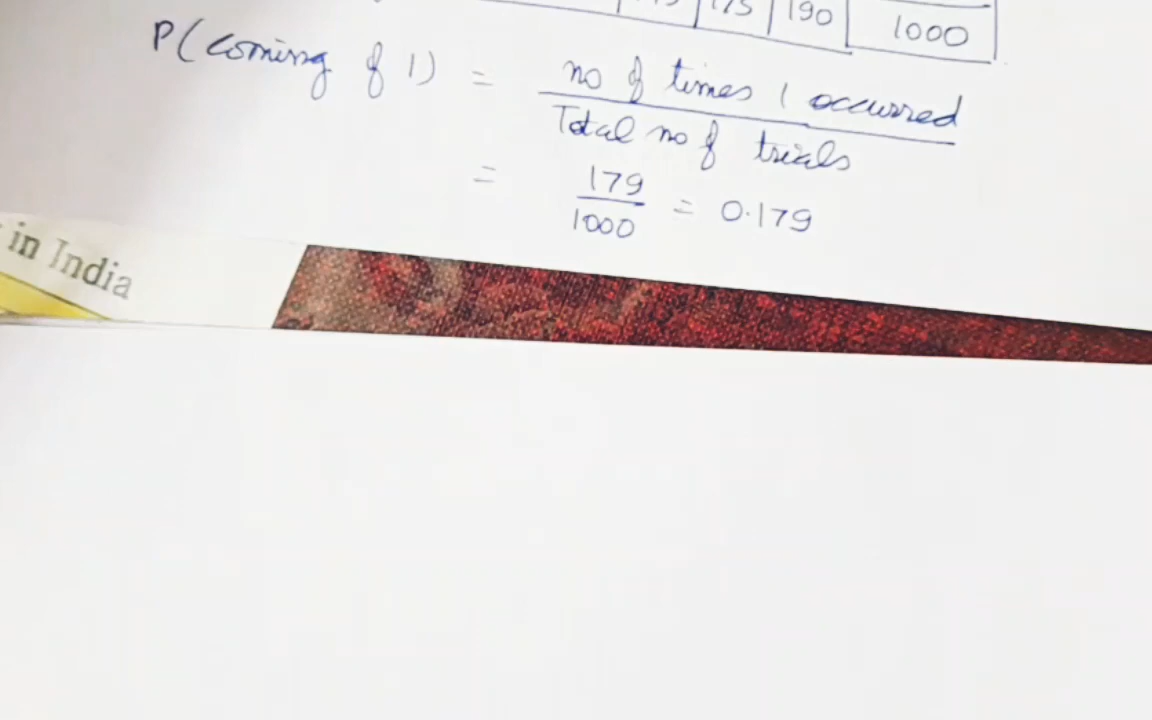 175 190 1000
P(coming of 1) = no of times 1 occurred
Total no of trials
= 179
1000 = 0.179
in India